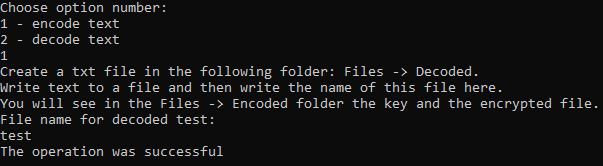 Choose option number:
1 - encode text
2 - decode text
1
Create a txt file in the following folder: Files -> Decoded.
Write text to a file and then write the name of this file here.
You will see in the Files -> Encoded folder the key and the encrypted file.
File name for decoded test:
test
The operation was successful